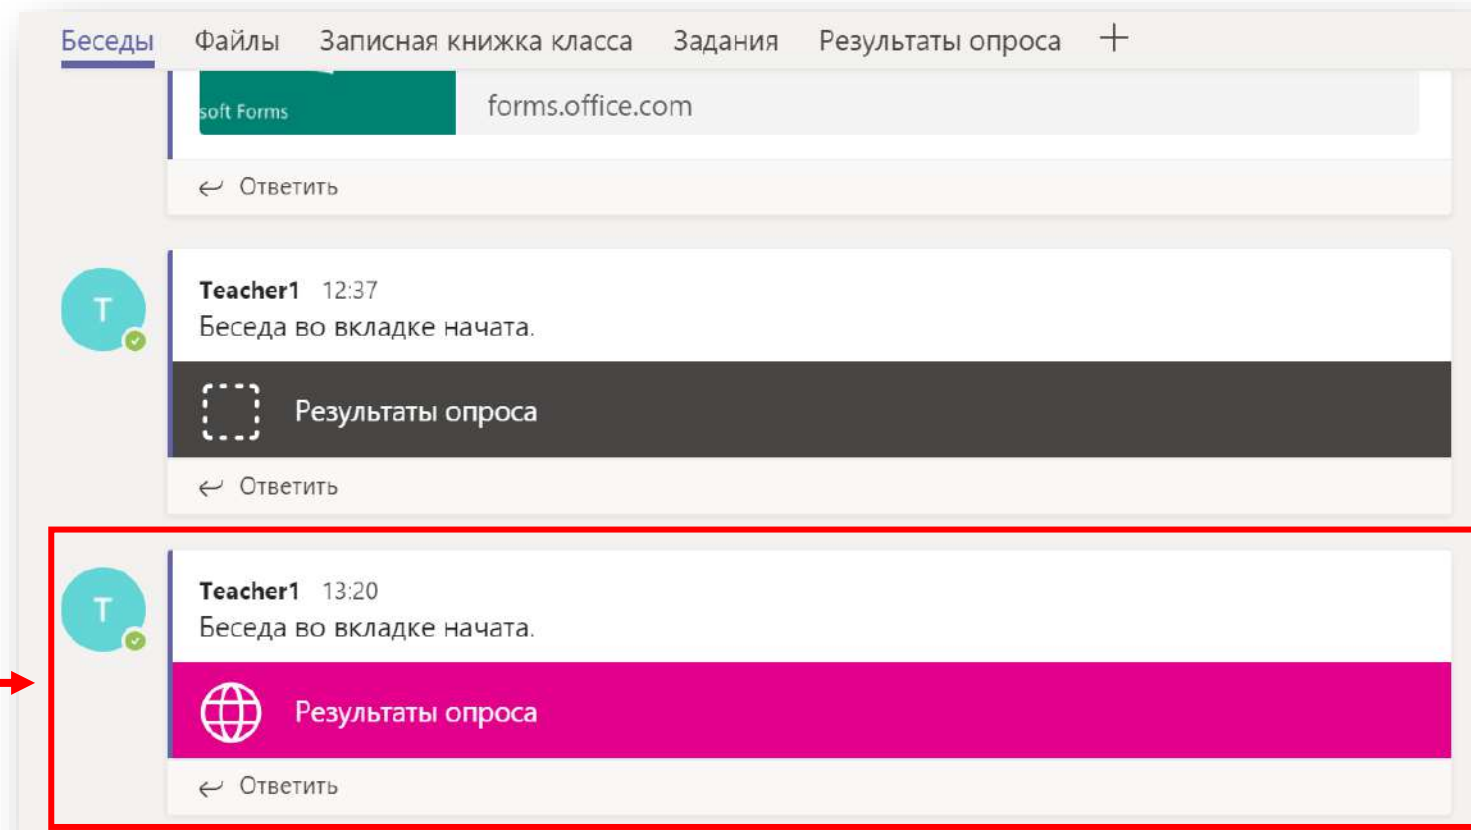 Беседы Файлы Записная книжка класса Задания Результаты опроса +
soft Forms forms.office.com
Ответить
T
Teacher1 12:37
Беседа во вкладке начата.
Результаты опроса
Ответить
T
Teacher1 13:20
Беседа во вкладке начата.
Результаты опроса
Ответить